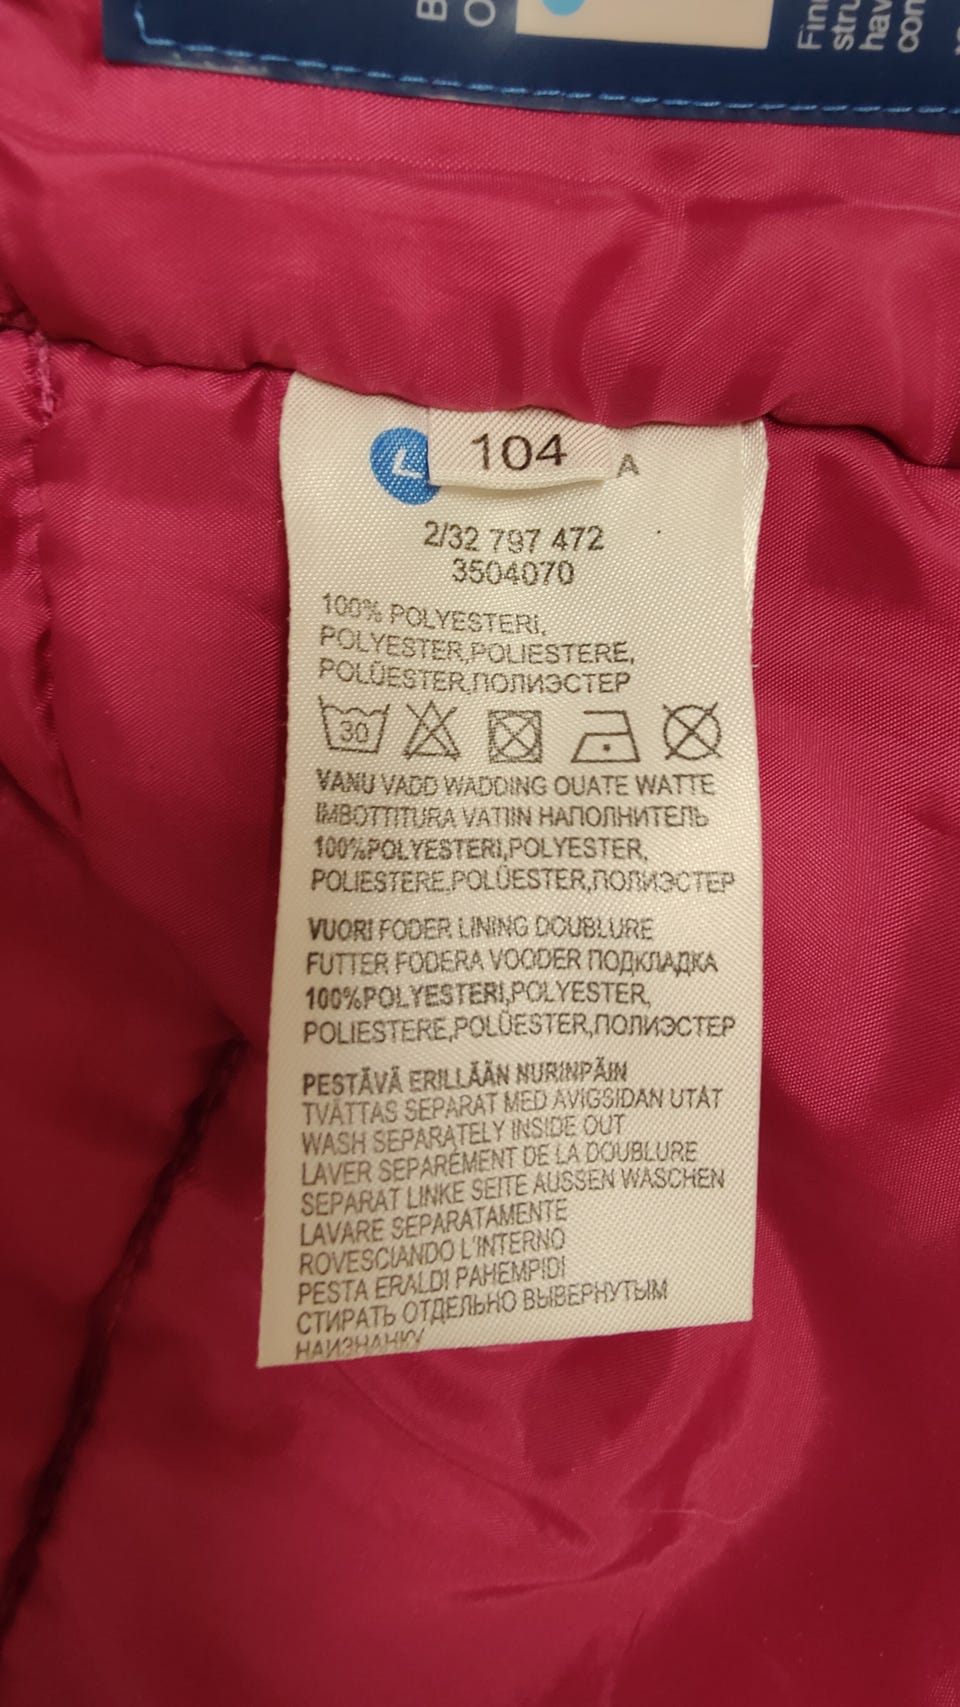 L 104 A
2/32 797 472
3504070
100% POLYESTERI,
POLYESTER,POLIESTERE,
POLÜESTER,ПОЛИЭСТЕР
30
VANU VADD WADDING OUATE WATTE
IMBOTTITURA VATIIN НАПОЛНИТЕЛЬ
100%POLYESTERI,POLYESTER,
POLIESTERE,POLÜESTER,ПОЛИЭСТЕР
VUORI FODER LINING DOUBLURE
FUTTER FODERA VOODER ПОДКЛАДКА
100%POLYESTERI,POLYESTER,
POLIESTERE,POLÜESTER,ПОЛИЭСТЕР
PESTÄVÄ ERILLÄÄN NURINPÄIN
TVÄTTAS SEPARAT MED AVIGSIDAN UTÅT
WASH SEPARATELY INSIDE OUT
LAVER SEPARÉMENT DE LA DOUBLURE
SEPARAT LINKE SEITE AUSSEN WASCHEN
LAVARE SEPARATAMENTE
ROVESCIANDO L'INTERNO
PESTA ERALDI PAHEMPIDI
СТИРАТЬ ОТДЕЛЬНО ВЫВЕРНУТЫМ
НАИЗНАНКУ